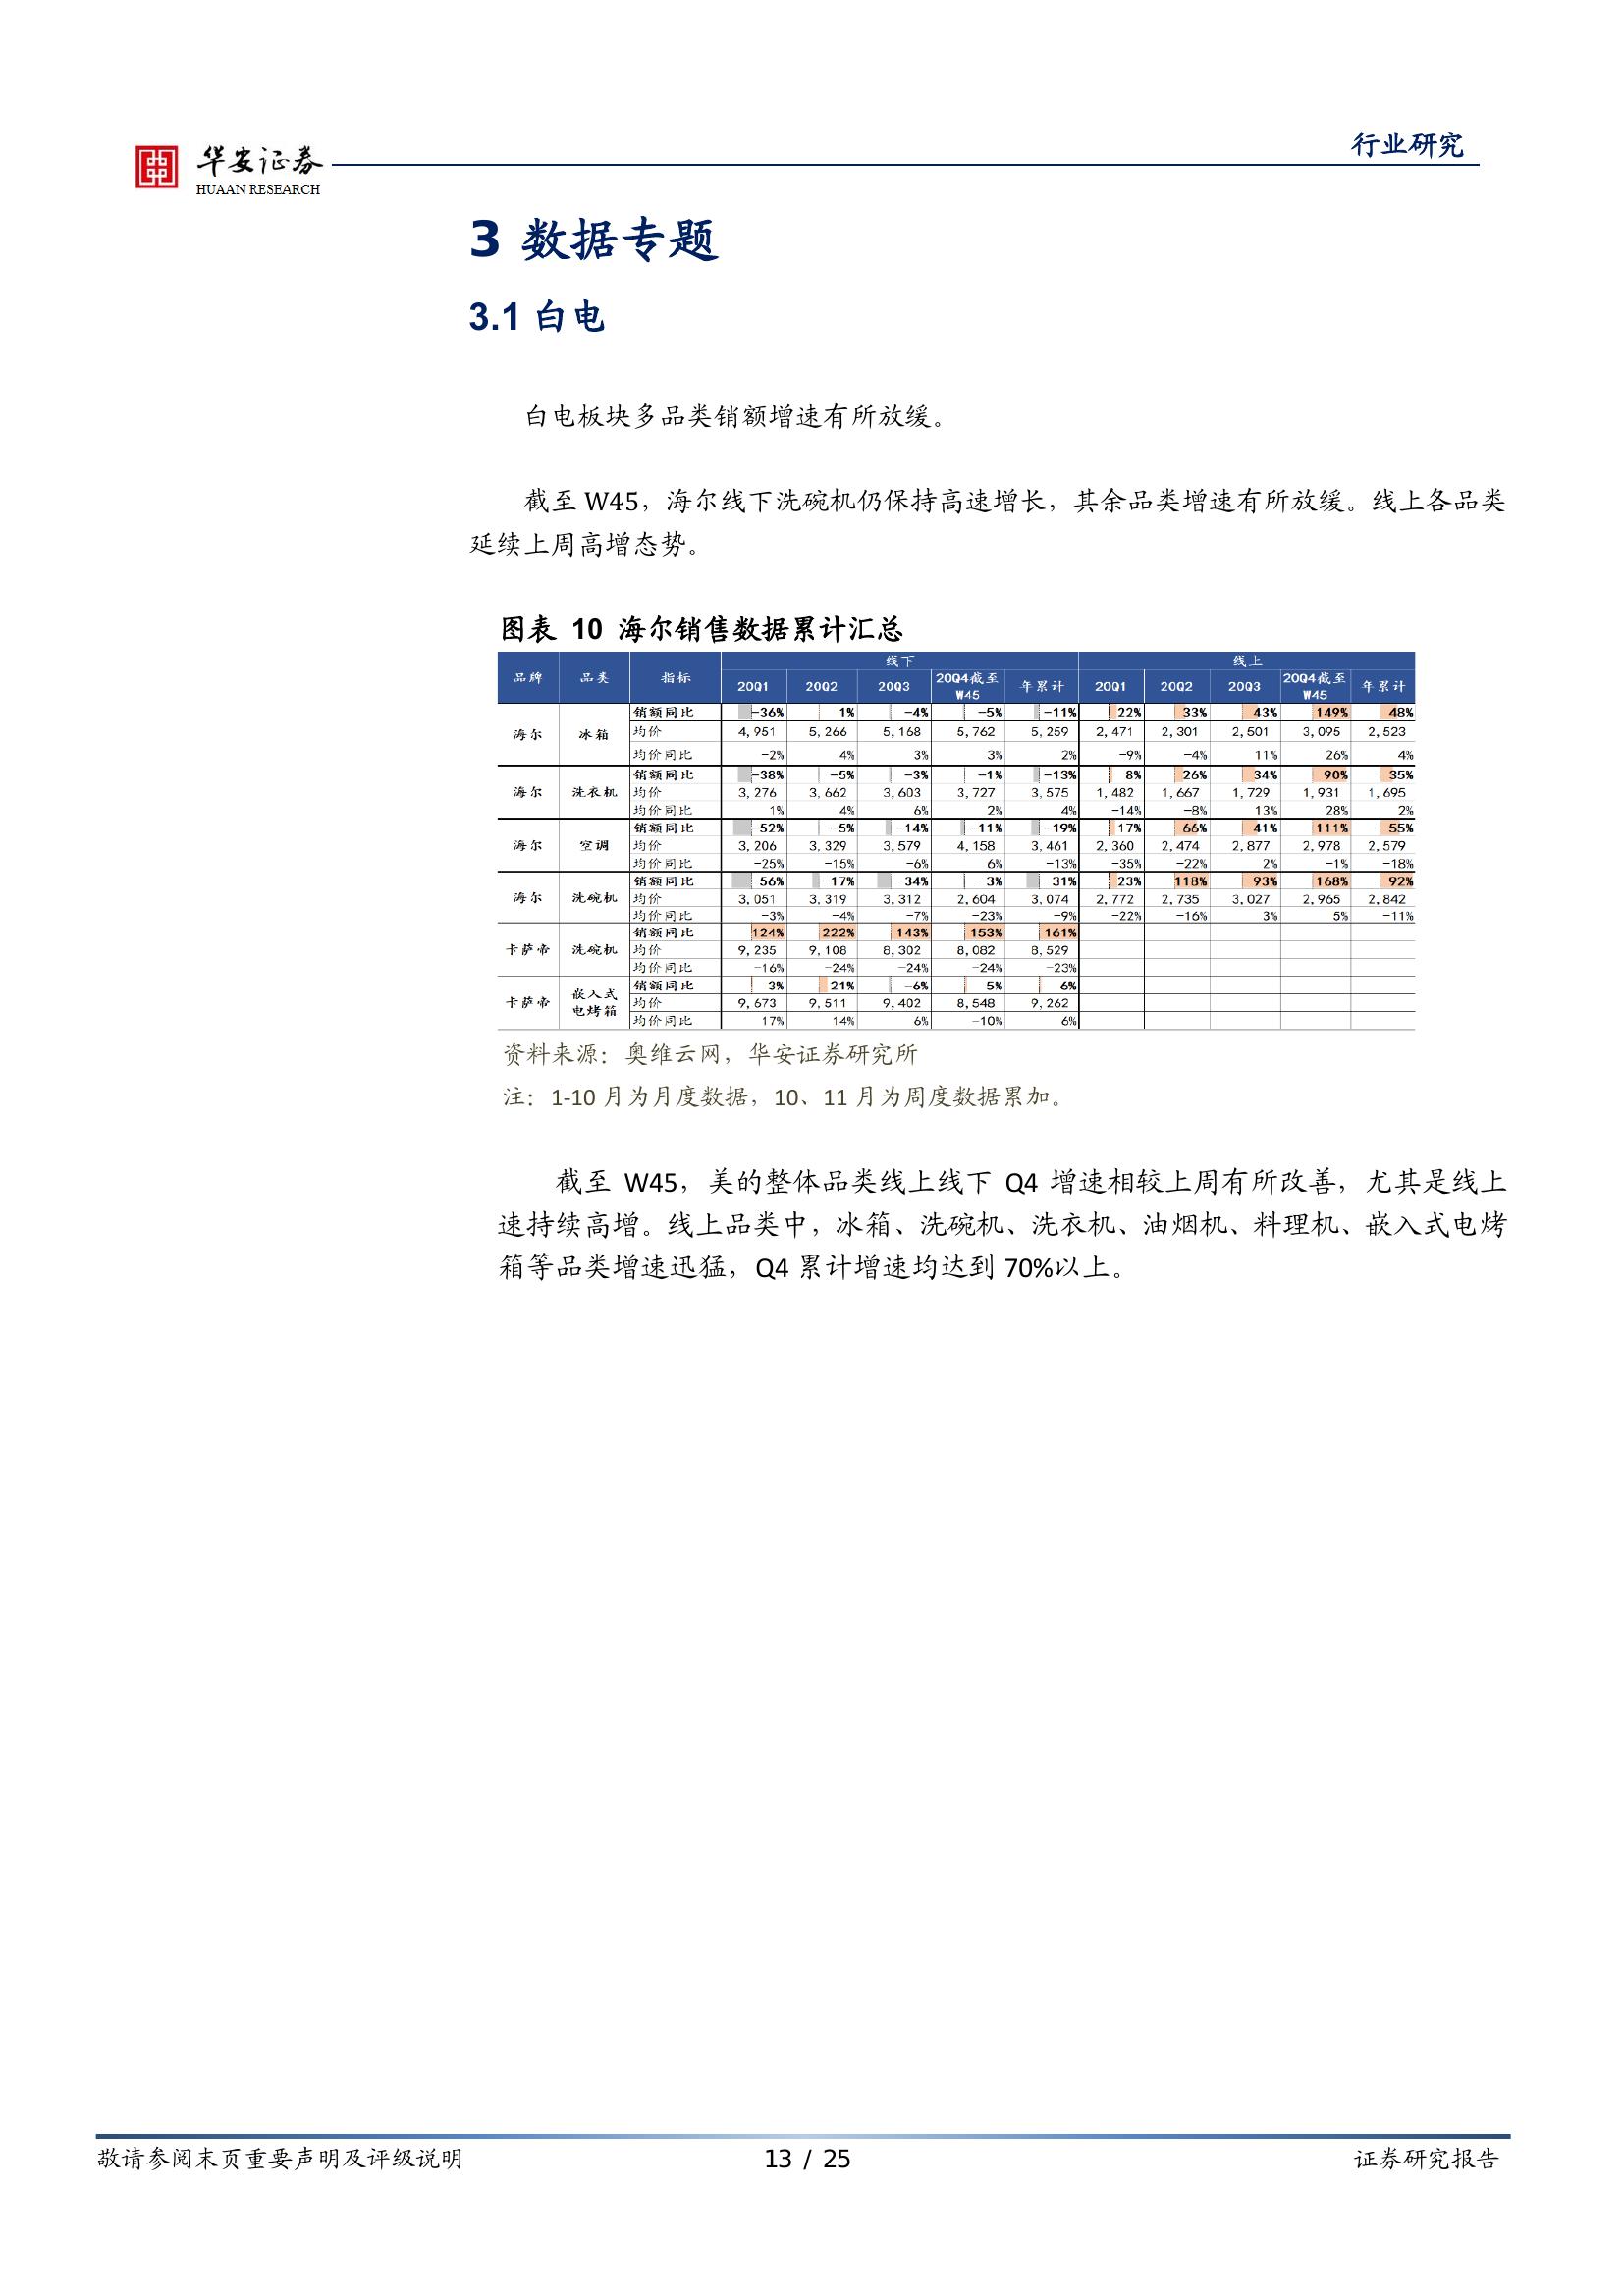 行业研究
华安证券
HUAAN RESEARCH
3 数据专题
3.1 白电
白电板块多品类销额增速有所放缓。
截至 W45，海尔线下洗碗机仍保持高速增长，其余品类增速有所放缓。线上各品类
延续上周高增态势。
图表 10 海尔销售数据累计汇总
品牌 品类 指标 线下 线上
20Q1 20Q2 20Q3 20Q4截至W45 年累计 20Q1 20Q2 20Q3 20Q4截至W45 年累计
海尔 冰箱 销额同比 -36% 1% -4% -5% -11% 22% 33% 43% 149% 48%
均价 4,951 5,266 5,168 5,762 5,259 2,471 2,301 2,501 3,095 2,523
均价同比 -2% 4% 3% 3% 2% -9% -4% 11% 26% 4%
海尔 洗衣机 销额同比 -38% -5% -3% -1% -13% 8% 26% 34% 90% 35%
均价 3,276 3,662 3,603 3,727 3,575 1,482 1,667 1,729 1,931 1,695
均价同比 1% 4% 6% 2% 4% -14% -8% 13% 28% 2%
海尔 空调 销额同比 -52% -5% -14% -11% -19% 17% 66% 41% 111% 55%
均价 3,206 3,329 3,579 4,158 3,461 2,360 2,474 2,877 2,978 2,579
均价同比 -25% -15% -6% 6% -13% -35% -22% 2% -1% -18%
海尔 洗碗机 销额同比 -56% -17% -34% -3% -31% 23% 118% 93% 168% 92%
均价 3,051 3,319 3,312 2,604 3,074 2,772 2,735 3,027 2,965 2,842
均价同比 -3% -4% -7% -23% -9% -22% -16% 3% 5% -11%
卡萨帝 洗碗机 销额同比 124% 222% 143% 153% 161%
均价 9,235 9,108 8,302 8,082 8,529
均价同比 -16% -24% -24% -24% -23%
卡萨帝 嵌入式电烤箱 销额同比 3% 21% -6% 5% 6%
均价 9,673 9,511 9,402 8,548 9,262
均价同比 17% 14% 6% -10% 6%
资料来源：奥维云网，华安证券研究所
注：1-10 月为月度数据，10、11 月为周度数据累加。
截至 W45，美的整体品类线上线下 Q4 增速相较上周有所改善，尤其是线上
速持续高增。线上品类中，冰箱、洗碗机、洗衣机、油烟机、料理机、嵌入式电烤
箱等品类增速迅猛，Q4 累计增速均达到 70%以上。
敬请参阅末页重要声明及评级说明
13 / 25
证券研究报告